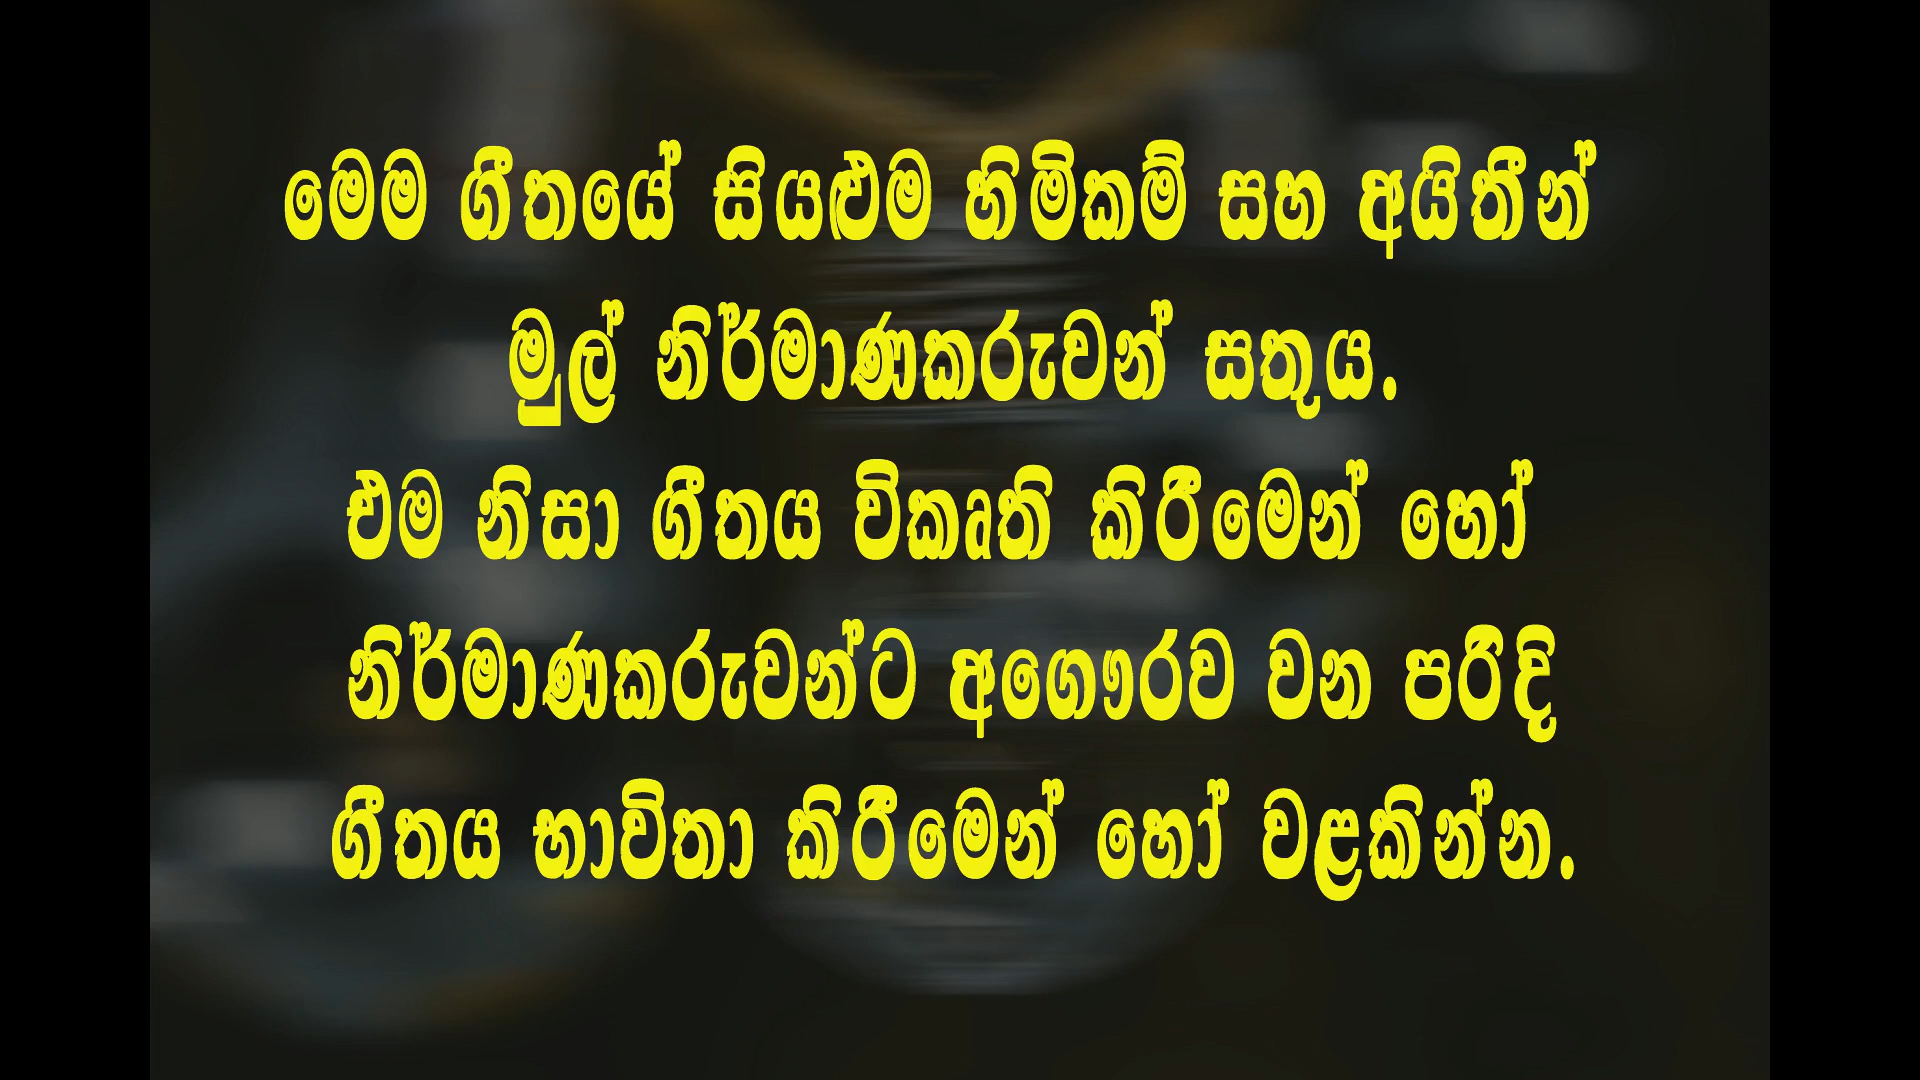 මෙම ගීතයේ සියළුම හිමිකම් සහ අයිතීන්
මුල් නිර්මාණකරුවන් සතුය.
එම නිසා ගීතය විකෘති කිරීමෙන් හෝ
නිර්මාණකරුවන්ට අගෞරව වන පරිදි
ගීතය භාවිතා කිරීමෙන් හෝ වළකින්න.